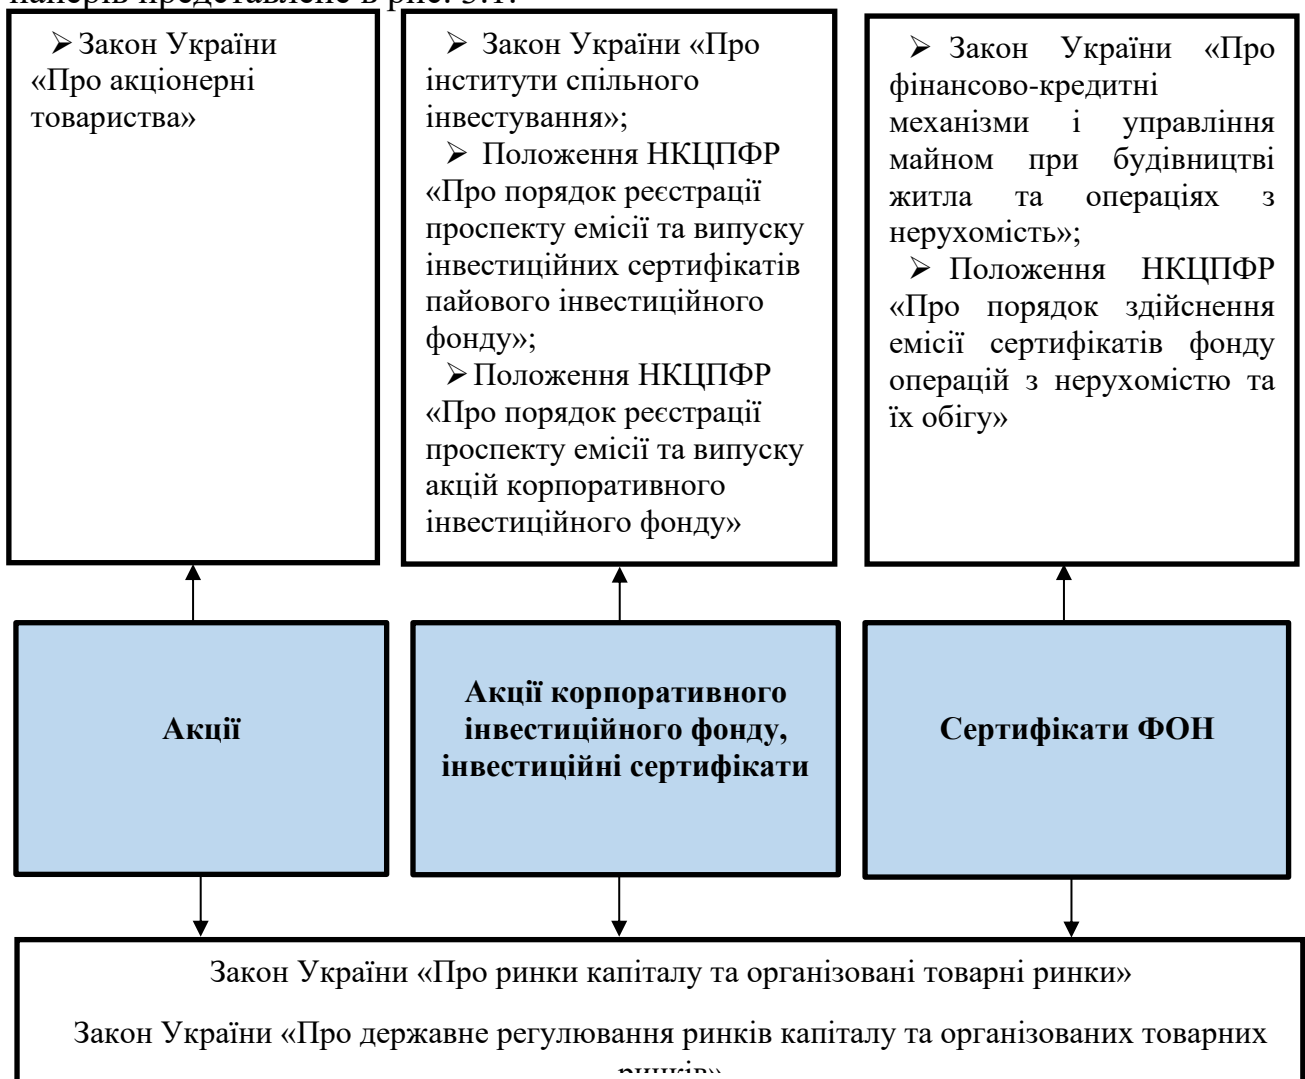 паперів представлене в рис. 3.1.
➢ Закон України
«Про акціонерні
товариства»
➢ Закон України «Про
інститути спільного
інвестування»;
➢ Положення НКЦПФР
«Про порядок реєстрації
проспекту емісії та випуску
інвестиційних сертифікатів
пайового інвестиційного
фонду»;
➢ Положення НКЦПФР
«Про порядок реєстрації
проспекту емісії та випуску
акцій корпоративного
інвестиційного фонду»
➢ Закон України «Про
фінансово-кредитні
механізми і управління
майном при будівництві
житла та операціях з
нерухомість»;
➢ Положення НКЦПФР
«Про порядок здійснення
емісії сертифікатів фонду
операцій з нерухомістю та
їх обігу»
Акції
Акції корпоративного
інвестиційного фонду,
інвестиційні сертифікати
Сертифікати ФОН
Закон України «Про ринки капіталу та організовані товарні ринки»
Закон України «Про державне регулювання ринків капіталу та організованих товарних
ринків»